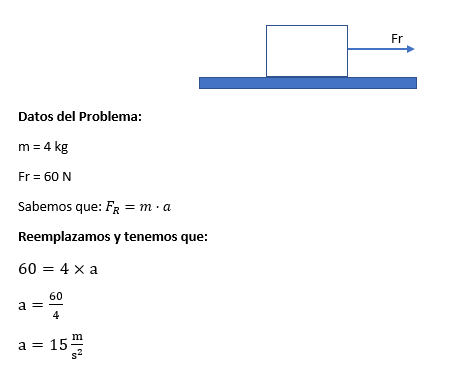 Fr
Datos del Problema:
m = 4 kg
Fr = 60 N
Sabemos que: F_R = m · a
Reemplazamos y tenemos que:
60 = 4 × a
a = 60/4
a = 15 m/s²